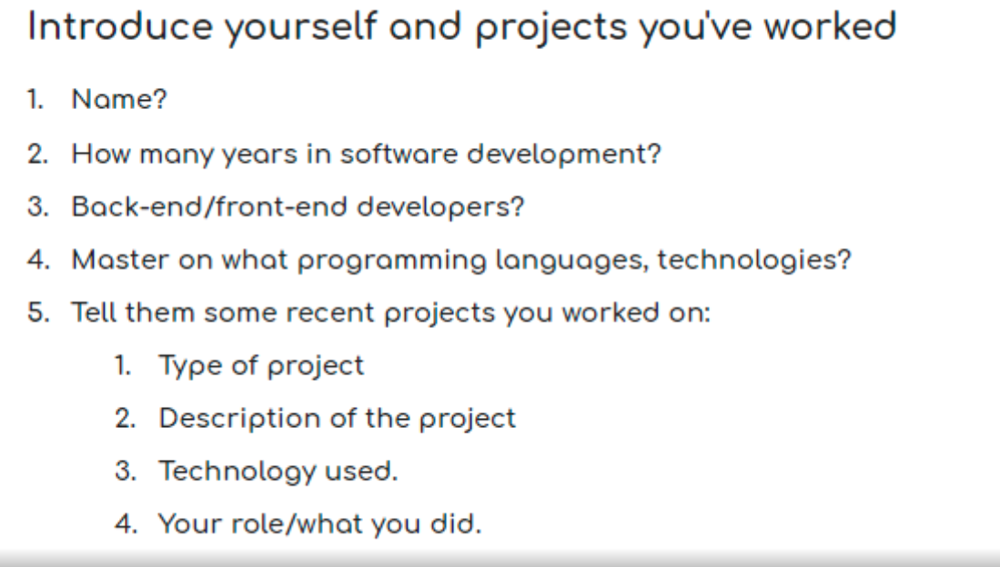 Introduce yourself and projects you've worked
1. Name?
2. How many years in software development?
3. Back-end/front-end developers?
4. Master on what programming languages, technologies?
5. Tell them some recent projects you worked on:
1. Type of project
2. Description of the project
3. Technology used.
4. Your role/what you did.